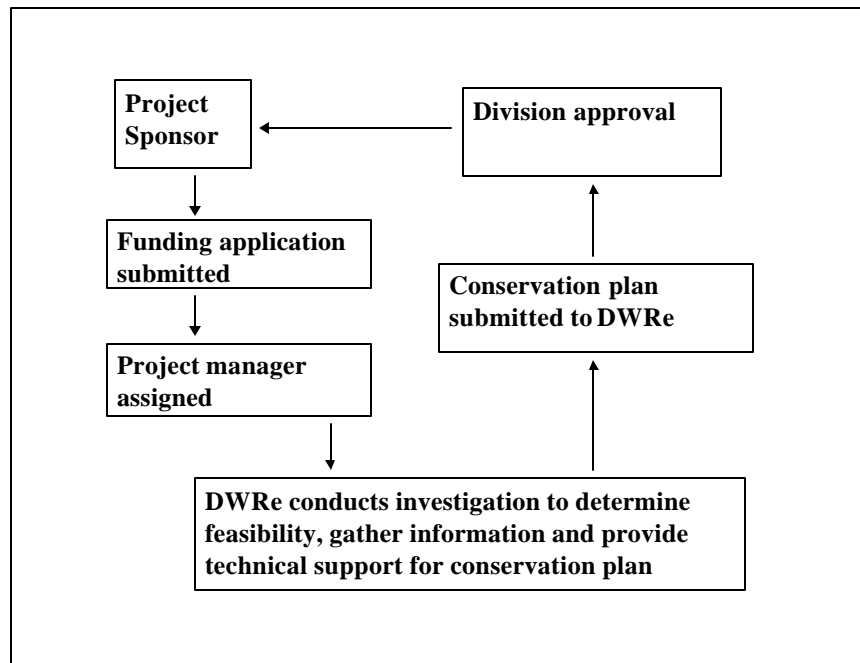 Project
Sponsor
Funding application
submitted
Project manager
assigned
DWRe conducts investigation to determine
feasibility, gather information and provide
technical support for conservation plan
Conservation plan
submitted to DWRe
Division approval